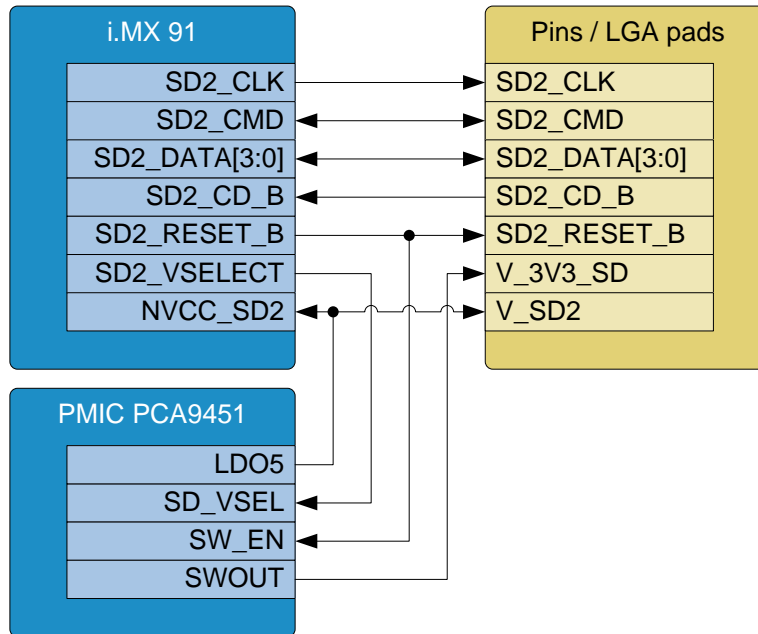 i.MX 91
SD2_CLK
SD2_CMD
SD2_DATA[3:0]
SD2_CD_B
SD2_RESET_B
SD2_VSELECT
NVCC_SD2
Pins / LGA pads
SD2_CLK
SD2_CMD
SD2_DATA[3:0]
SD2_CD_B
SD2_RESET_B
V_3V3_SD
V_SD2
PMIC PCA9451
LDO5
SD_VSEL
SW_EN
SWOUT